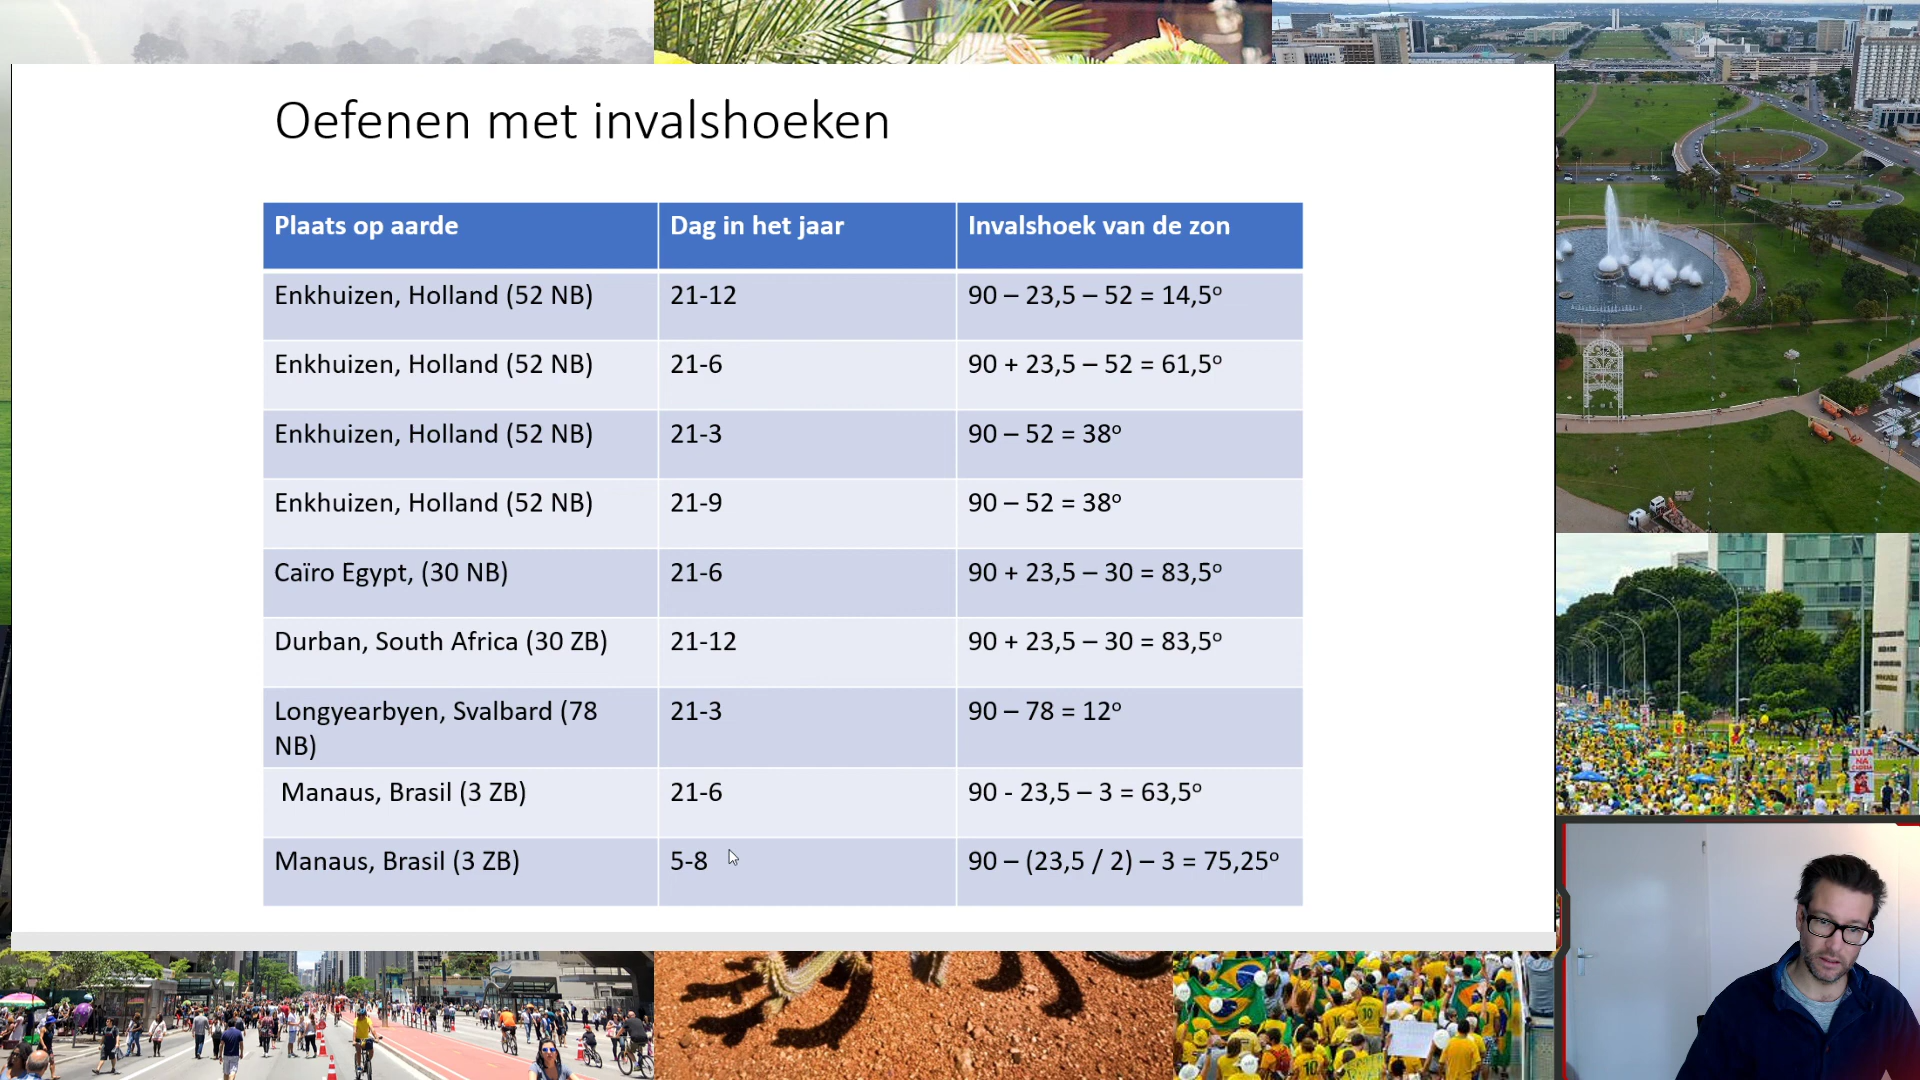 Oefenen met invalshoeken
Plaats op aarde Dag in het jaar Invalshoek van de zon
Enkhuizen, Holland (52 NB) 21-12 90 – 23,5 – 52 = 14,5º
Enkhuizen, Holland (52 NB) 21-6 90 + 23,5 – 52 = 61,5º
Enkhuizen, Holland (52 NB) 21-3 90 – 52 = 38º
Enkhuizen, Holland (52 NB) 21-9 90 – 52 = 38º
Caïro Egypt, (30 NB) 21-6 90 + 23,5 – 30 = 83,5º
Durban, South Africa (30 ZB) 21-12 90 + 23,5 – 30 = 83,5º
Longyearbyen, Svalbard (78 21-3 90 – 78 = 12º
NB)
Manaus, Brasil (3 ZB) 21-6 90 - 23,5 – 3 = 63,5º
Manaus, Brasil (3 ZB) 5-8 90 – (23,5 / 2) – 3 = 75,25º
LULA
NA
10
10